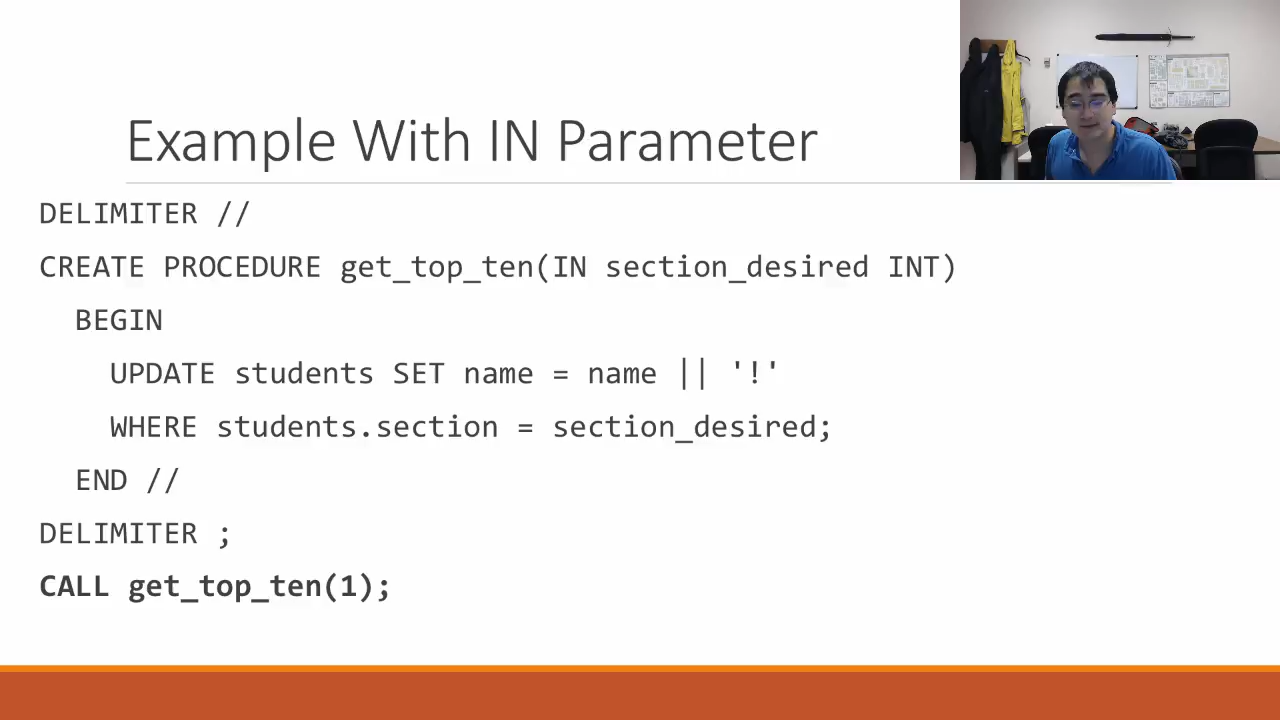 Example With IN Parameter
DELIMITER //
CREATE PROCEDURE get_top_ten(IN section_desired INT)
BEGIN
UPDATE students SET name = name || '!'
WHERE students.section = section_desired;
END //
DELIMITER ;
CALL get_top_ten(1);